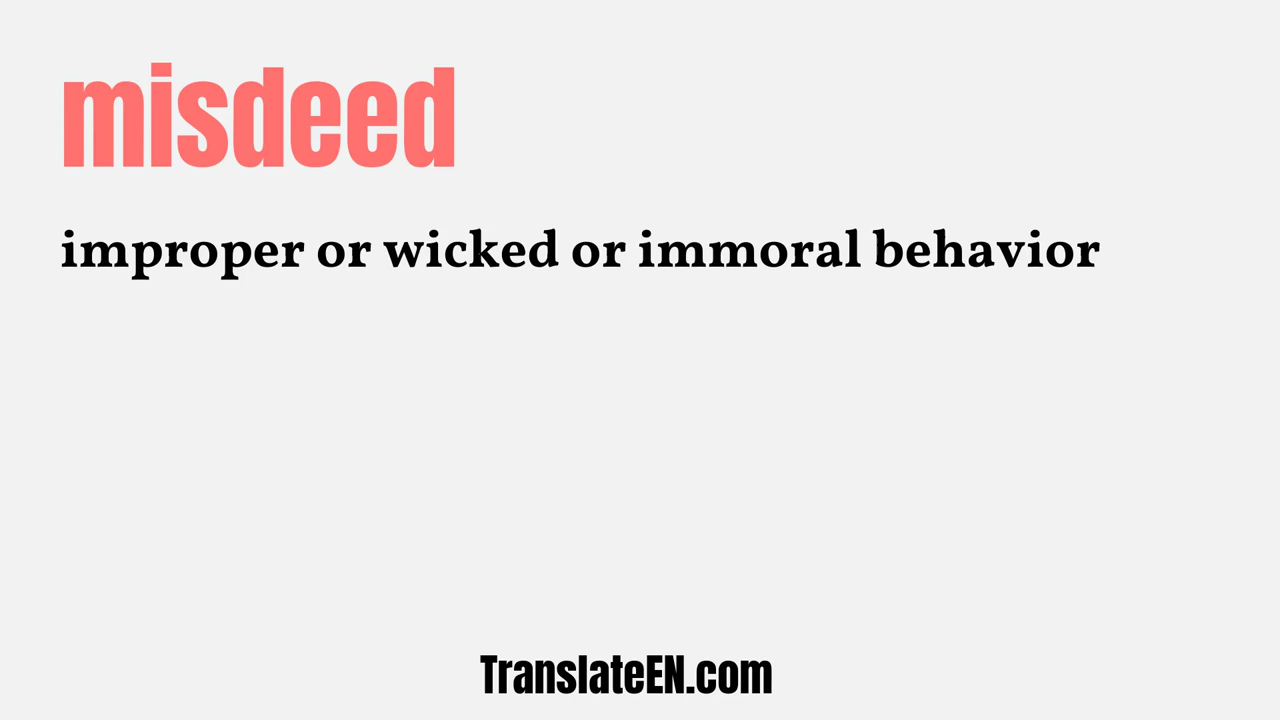 misdeed
improper or wicked or immoral behavior
TranslateEN.com